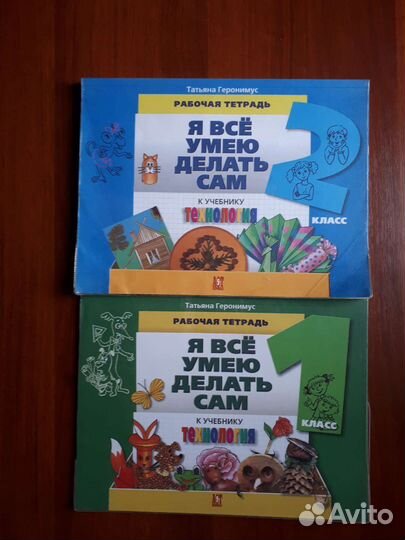 Татьяна Геронимус
РАБОЧАЯ ТЕТРАДЬ
Я ВСЁ
УМЕЮ
ДЕЛАТЬ
САМ
К УЧЕБНИКУ
ТЕХНОЛОГИЯ
2
КЛАСС
Татьяна Геронимус
РАБОЧАЯ ТЕТРАДЬ
Я ВСЁ
УМЕЮ
ДЕЛАТЬ
САМ
К УЧЕБНИКУ
ТЕХНОЛОГИЯ
1
КЛАСС
Avito